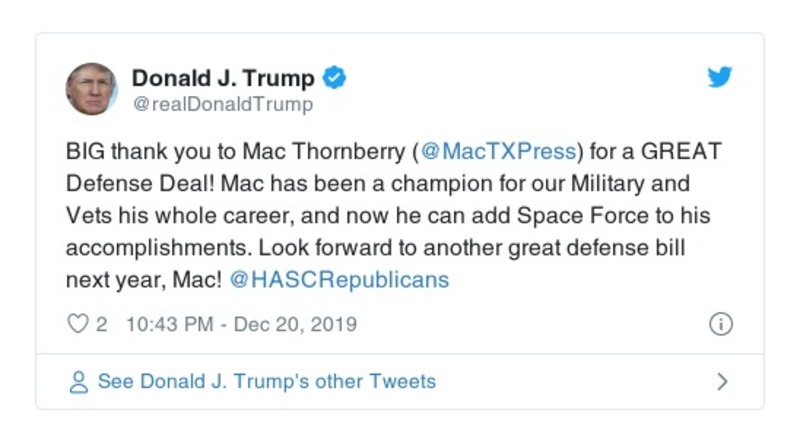 Donald J. Trump
@realDonaldTrump
BIG thank you to Mac Thornberry (@MacTXPress) for a GREAT
Defense Deal! Mac has been a champion for our Military and
Vets his whole career, and now he can add Space Force to his
accomplishments. Look forward to another great defense bill
next year, Mac! @HASCRepublicans
2 10:43 PM - Dec 20, 2019
See Donald J. Trump's other Tweets